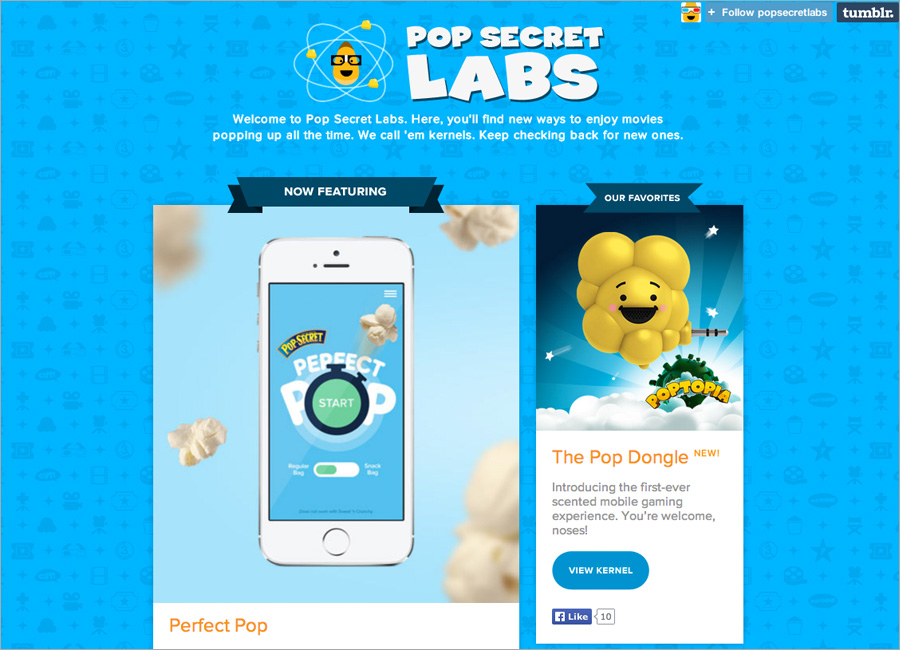 + Follow popsecretlabs
tumblr.
POP SECRET
LABS
Welcome to Pop Secret Labs. Here, you'll find new ways to enjoy movies
popping up all the time. We call 'em kernels. Keep checking back for new ones.
NOW FEATURING
POP SECRET
PERFECT
POP
START
Regular
Bag
Snack
Bag
Perfect Pop
OUR FAVORITES
POPTOPIA
The Pop Dongle NEW!
Introducing the first-ever
scented mobile gaming
experience. You're welcome,
noses!
VIEW KERNEL
Like 10